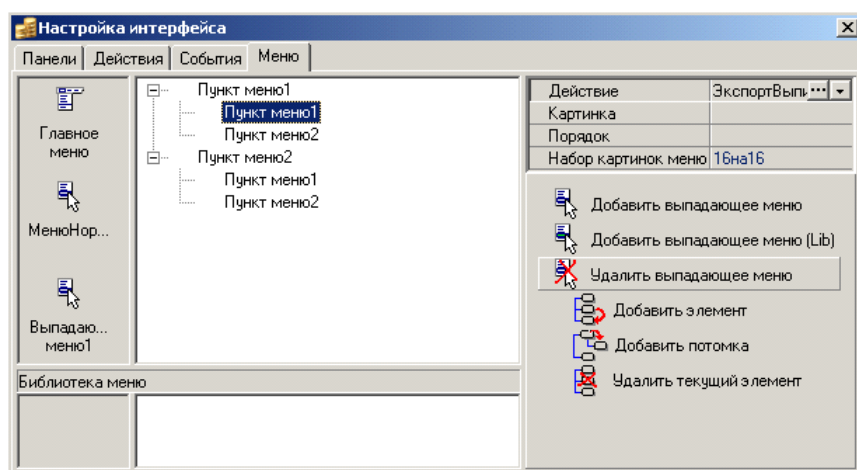 Настройка интерфейса
Панели Действия События Меню
Главное
меню
МенюНор...
Выпадаю...
меню1
Пункт меню1
Пункт меню1
Пункт меню2
Пункт меню2
Пункт меню1
Пункт меню2
Действие ЭкспортВыпи
Картинка
Порядок
Набор картинок меню 16на16
Добавить выпадающее меню
Добавить выпадающее меню (Lib)
Удалить выпадающее меню
Добавить элемент
Добавить потомка
Удалить текущий элемент
Библиотека меню